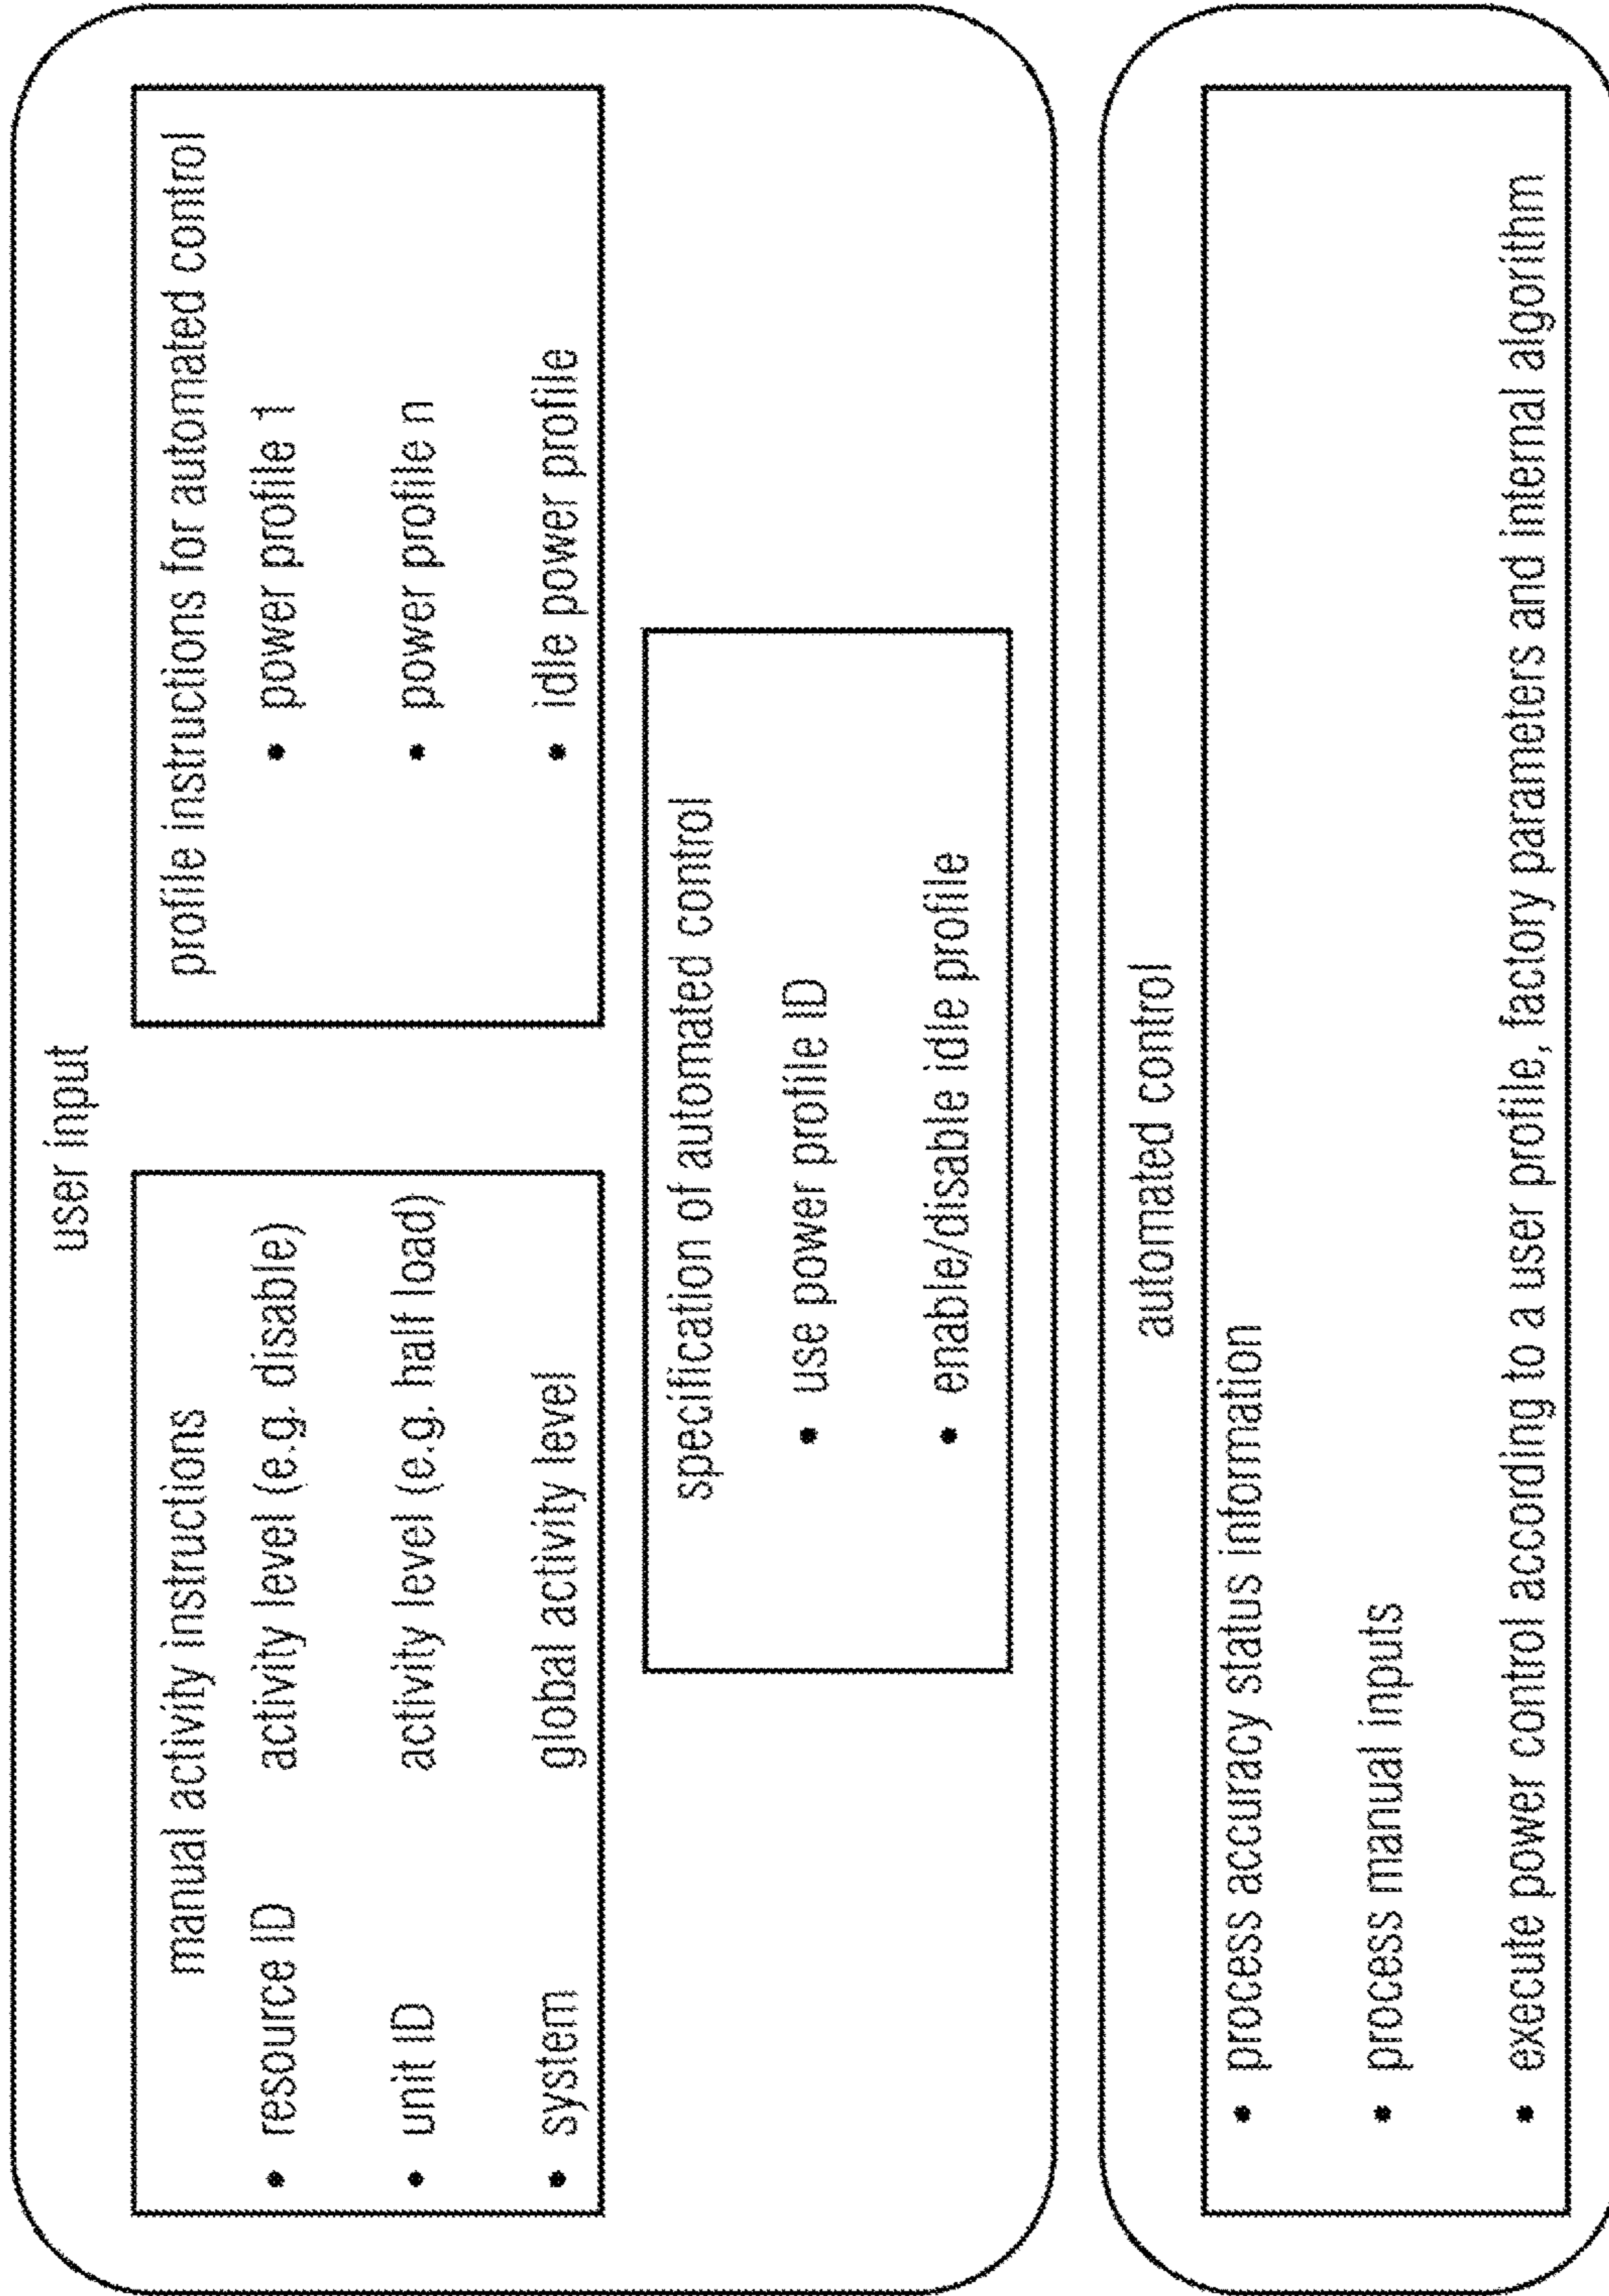 user input
manual activity instructions
• resource ID activity level (e.g. disable)
• unit ID activity level (e.g. half load)
• system global activity level
profile instructions for automated control
• power profile 1
• power profile n
• idle power profile
specification of automated control
• use power profile ID
• enable/disable idle profile
automated control
• process accuracy status information
• process manual inputs
• execute power control according to a user profile, factory parameters and internal algorithm